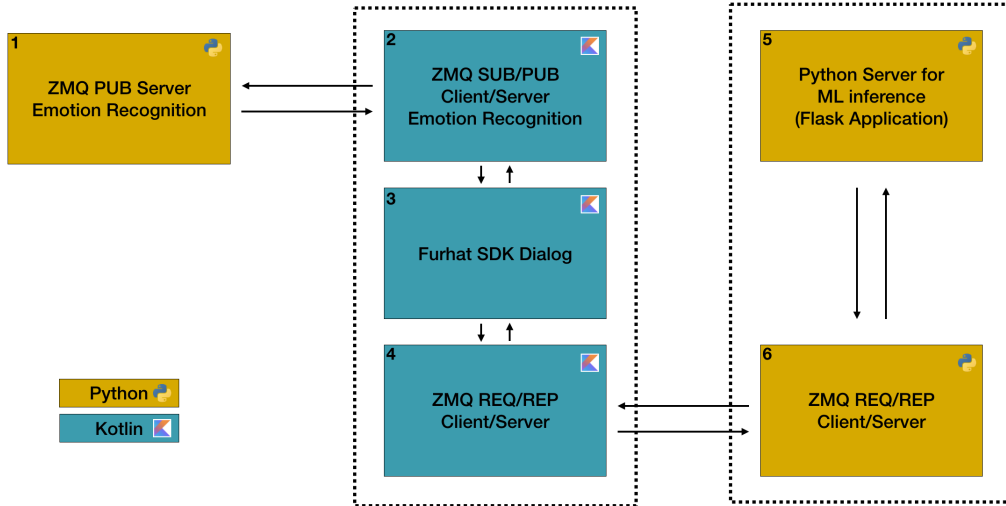 1
ZMQ PUB Server
Emotion Recognition
2
ZMQ SUB/PUB
Client/Server
Emotion Recognition
3
Furhat SDK Dialog
4
ZMQ REQ/REP
Client/Server
5
Python Server for
ML inference
(Flask Application)
6
ZMQ REQ/REP
Client/Server
Python
Kotlin